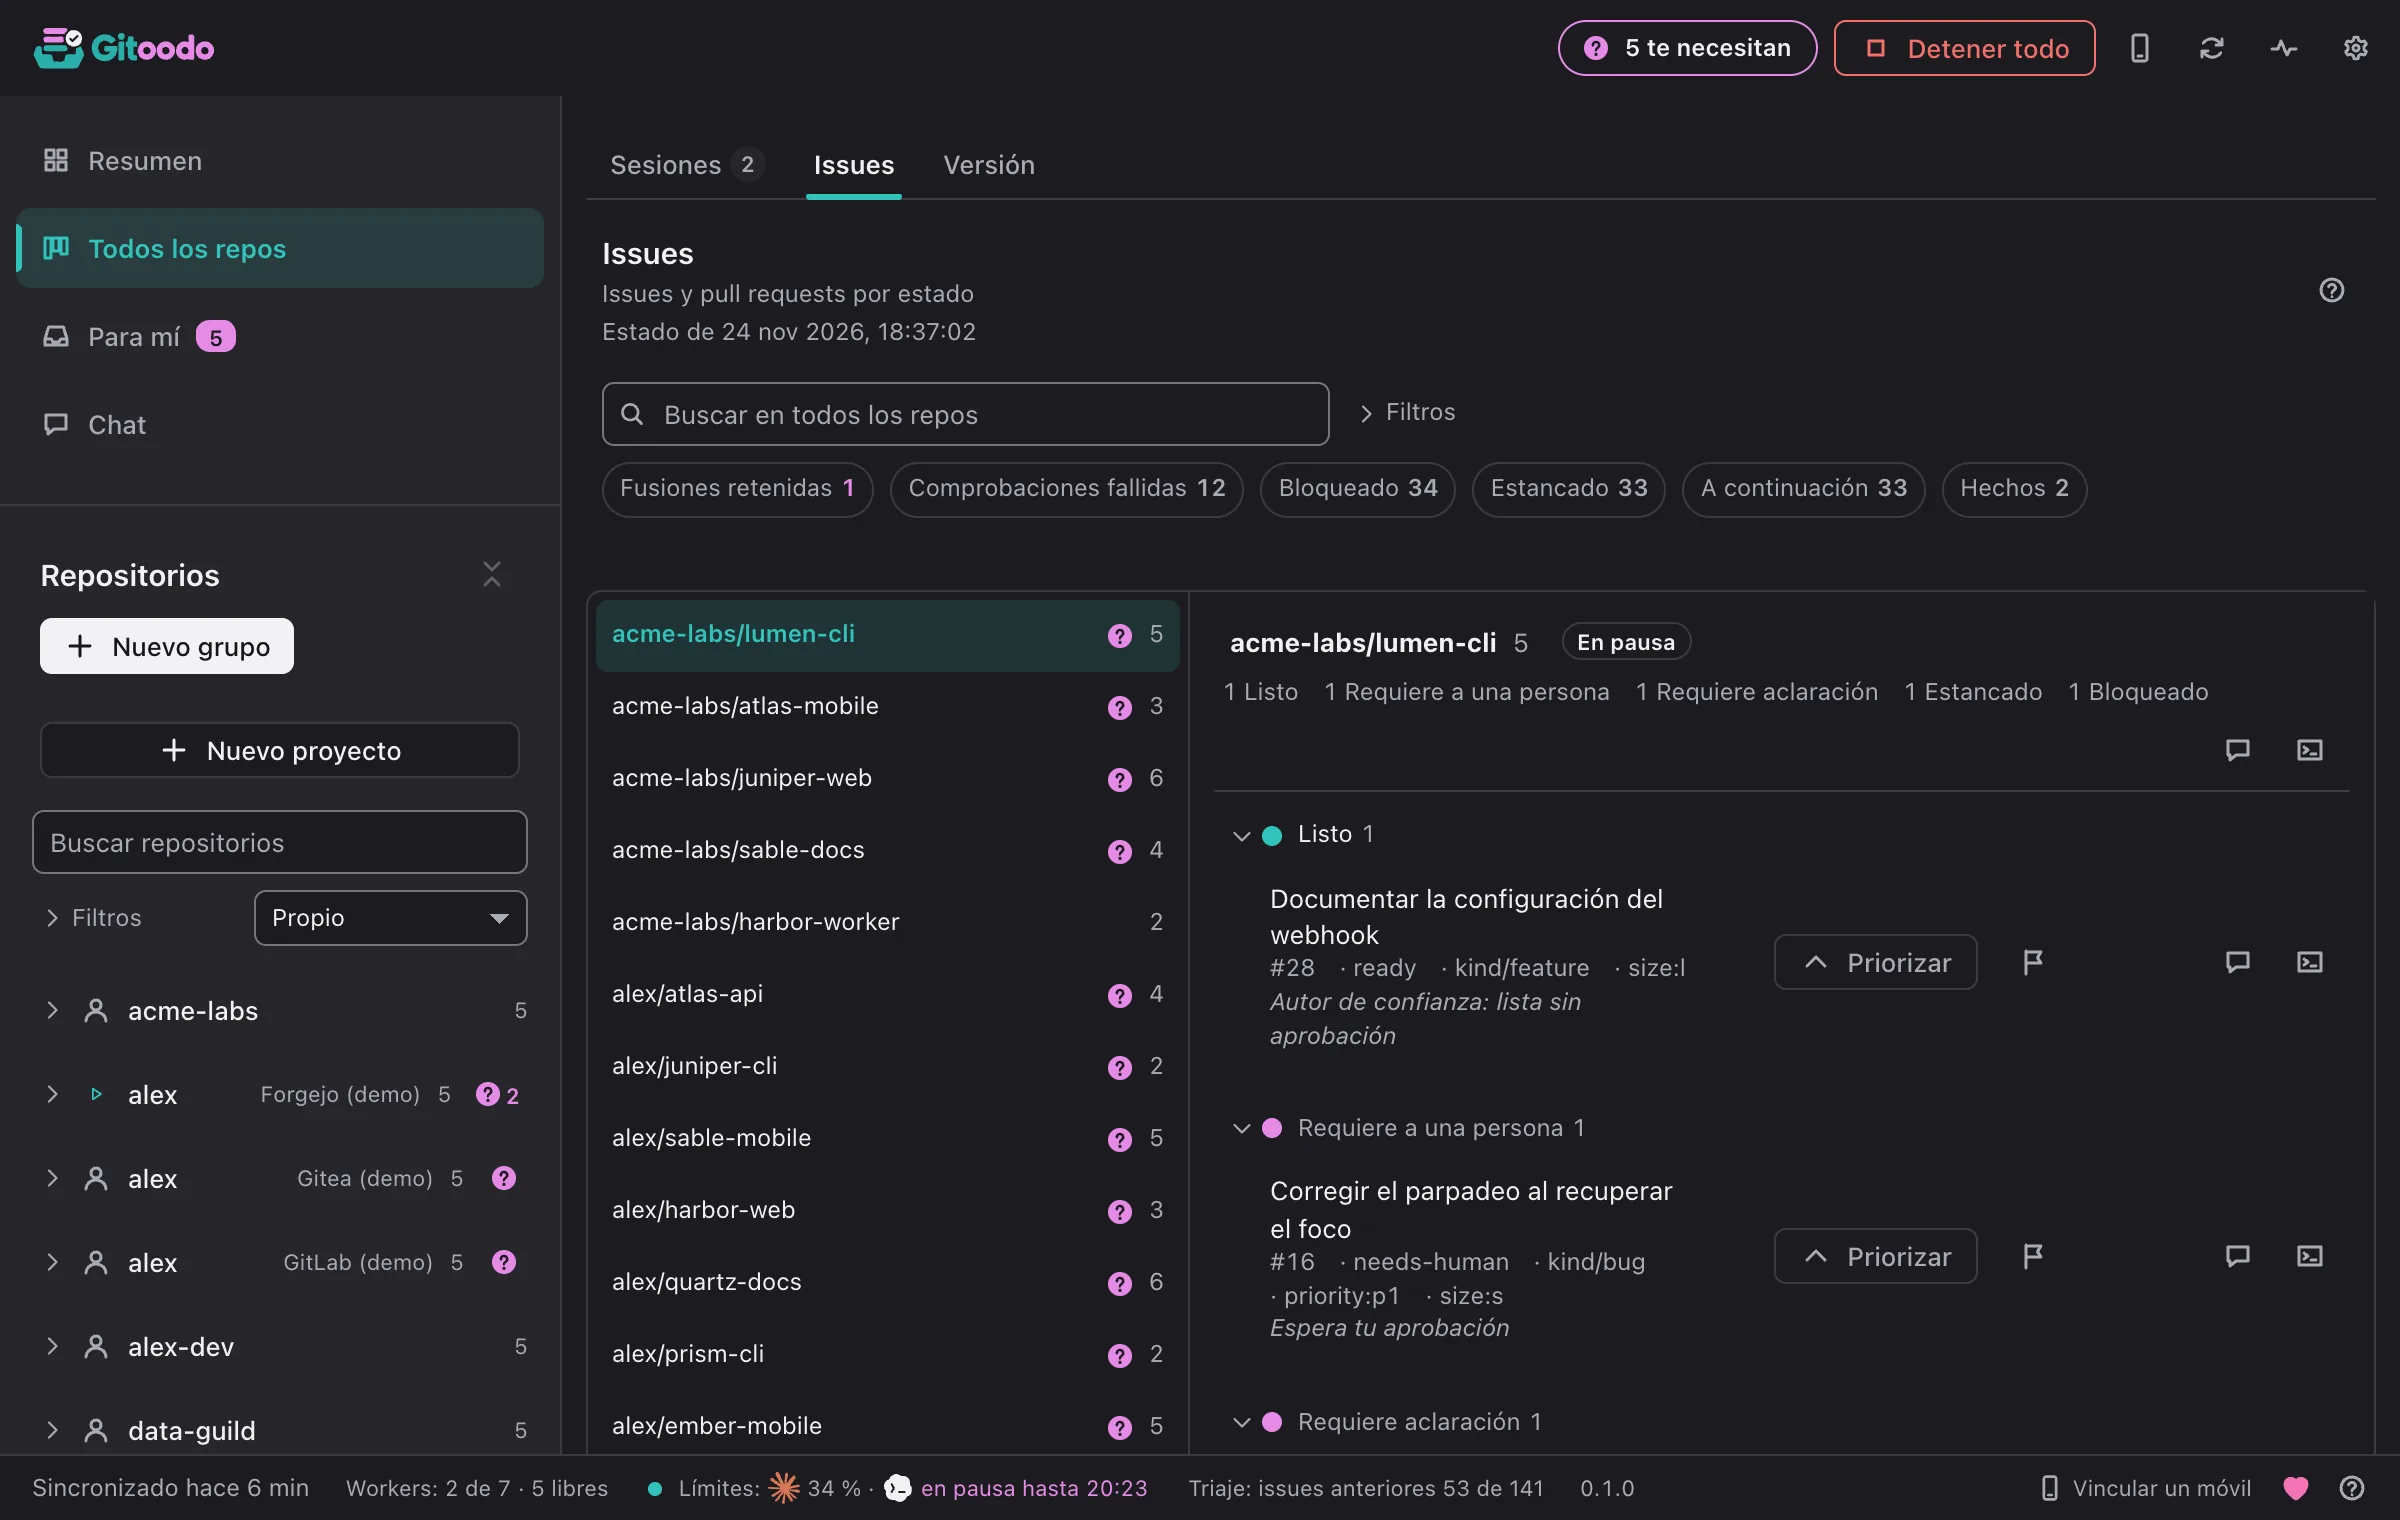 Gitoodo
5 te necesitan
Detener todo
Resumen
Todos los repos
Para mí 5
Chat
Repositorios
Nuevo grupo
Nuevo proyecto
Buscar repositorios
Filtros
Propio
acme-labs 5
alex Forgejo (demo) 5 ? 2
alex Gitea (demo) 5 ?
alex GitLab (demo) 5 ?
alex-dev 5
data-guild 5
Sesiones 2
Issues
Versión
Issues
Issues y pull requests por estado
Estado de 24 nov 2026, 18:37:02
Buscar en todos los repos
Filtros
Fusiones retenidas 1
Comprobaciones fallidas 12
Bloqueado 34
Estancado 33
A continuación 33
Hechos 2
acme-labs/lumen-cli ? 5
acme-labs/atlas-mobile ? 3
acme-labs/juniper-web ? 6
acme-labs/sable-docs ? 4
acme-labs/harbor-worker 2
alex/atlas-api ? 4
alex/juniper-cli ? 2
alex/sable-mobile ? 5
alex/harbor-web ? 3
alex/quartz-docs ? 6
alex/prism-cli ? 2
alex/ember-mobile ? 5
acme-labs/lumen-cli 5 En pausa
1 Listo 1 Requiere a una persona 1 Requiere aclaración 1 Estancado 1 Bloqueado
Listo 1
Documentar la configuración del
webhook
#28 · ready · kind/feature · size:l
Autor de confianza: lista sin
aprobación
Priorizar
Requiere a una persona 1
Corregir el parpadeo al recuperar
el foco
#16 · needs-human · kind/bug
· priority:p1 · size:s
Espera tu aprobación
Priorizar
Requiere aclaración 1
Sincronizado hace 6 min
Workers: 2 de 7 · 5 libres
Límites: 34 % · en pausa hasta 20:23
Triaje: issues anteriores 53 de 141
0.1.0
Vincular un móvil